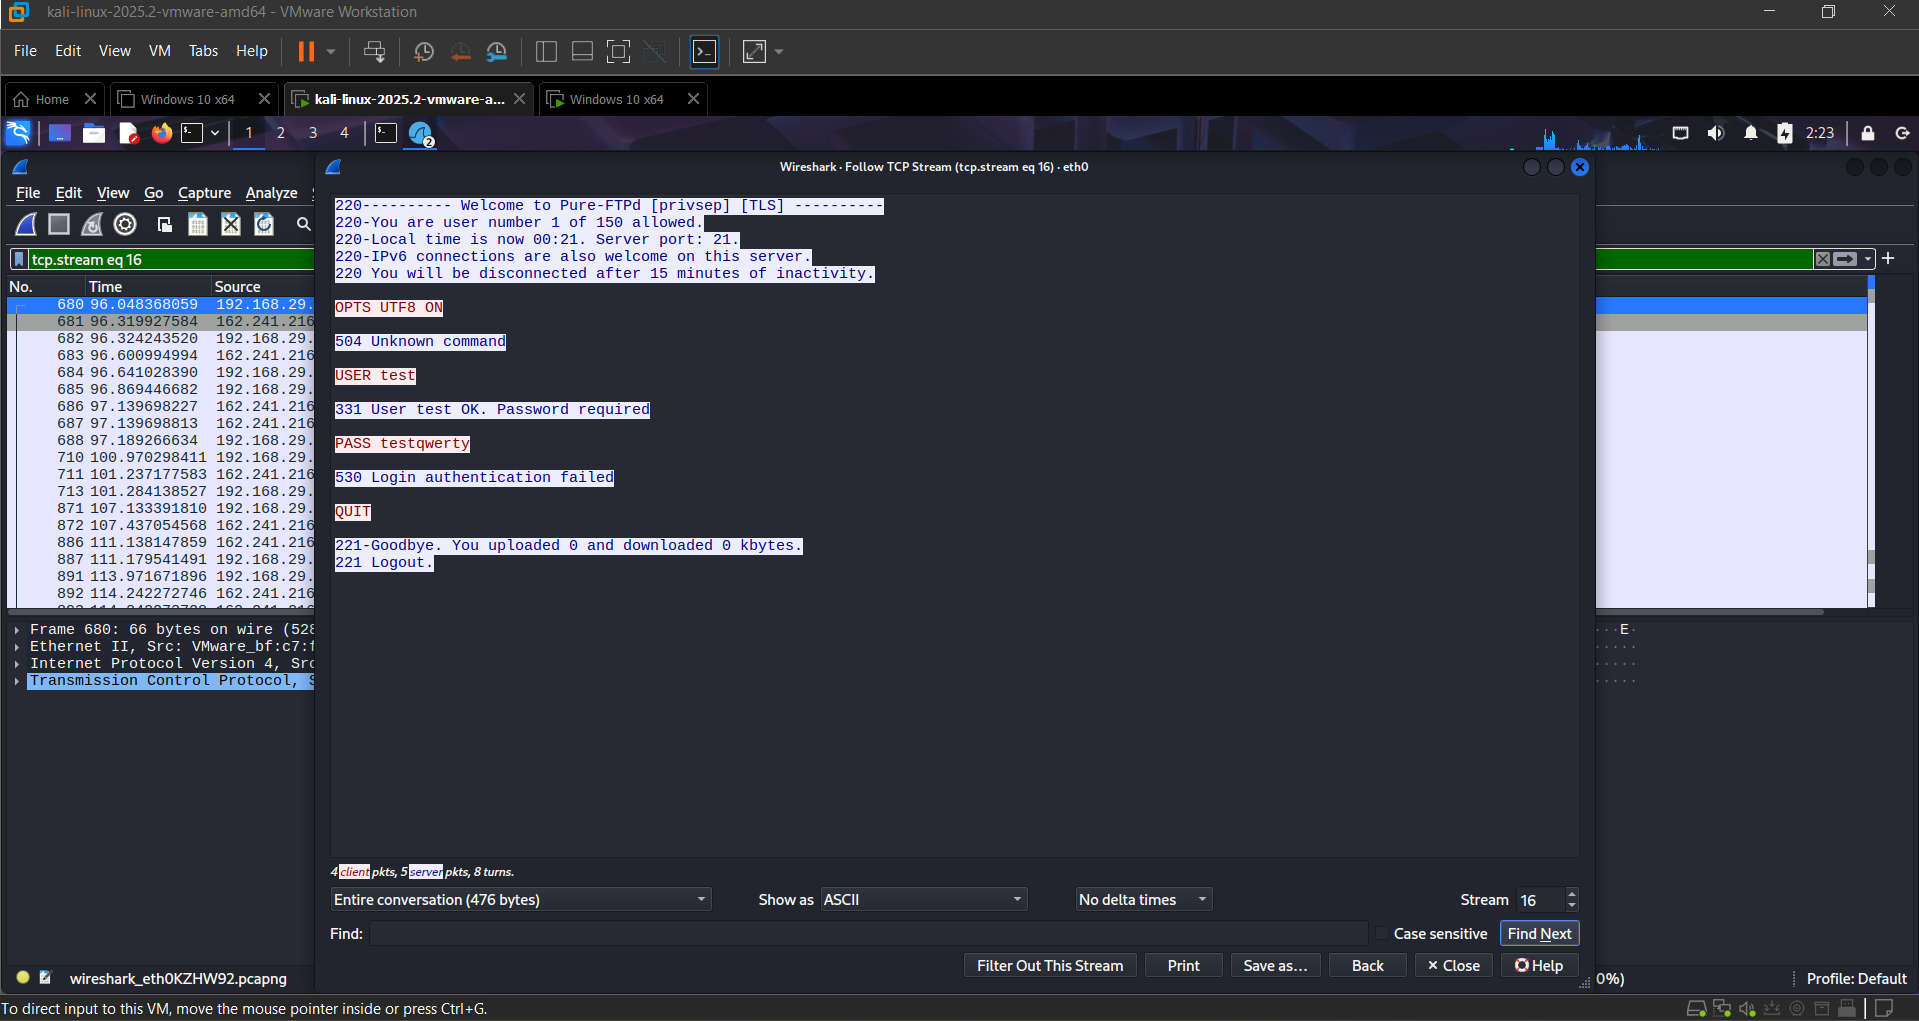 kali-linux-2025.2-vmware-amd64 - VMware Workstation
File Edit View VM Tabs Help
Home
Windows 10 x64
kali-linux-2025.2-vmware-a...
Windows 10 x64
1 2 3 4
2
2:23
Wireshark · Follow TCP Stream (tcp.stream eq 16) · eth0
File Edit View Go Capture Analyze
tcp.stream eq 16
No. Time Source
680 96.048368059 192.168.29.
681 96.319927584 162.241.216
682 96.324243520 192.168.29.
683 96.600994994 162.241.216
684 96.641028390 192.168.29.
685 96.869446682 192.168.29.
686 97.139698227 162.241.216
687 97.139698813 162.241.216
688 97.189266634 192.168.29.
710 100.970298411 192.168.29.
711 101.237177583 162.241.216
713 101.284138527 192.168.29.
871 107.133391810 192.168.29.
872 107.437054568 162.241.216
886 111.138147859 162.241.216
887 111.179541491 192.168.29.
891 113.971671896 192.168.29.
892 114.242272746 162.241.216
Frame 680: 66 bytes on wire (528
Ethernet II, Src: VMware_bf:c7:f
Internet Protocol Version 4, Src
Transmission Control Protocol, S
220---------- Welcome to Pure-FTPd [privsep] [TLS] ----------
220-You are user number 1 of 150 allowed.
220-Local time is now 00:21. Server port: 21.
220-IPv6 connections are also welcome on this server.
220 You will be disconnected after 15 minutes of inactivity.
OPTS UTF8 ON
504 Unknown command
USER test
331 User test OK. Password required
PASS testqwerty
530 Login authentication failed
QUIT
221-Goodbye. You uploaded 0 and downloaded 0 kbytes.
221 Logout.
···E·
·····
·····
·····
4 client pkts, 5 server pkts, 8 turns.
Entire conversation (476 bytes)
Show as ASCII
No delta times
Stream 16
Find:
Case sensitive
Find Next
Filter Out This Stream
Print
Save as...
Back
Close
Help
wireshark_eth0KZHW92.pcapng
0%)
Profile: Default
To direct input to this VM, move the mouse pointer inside or press Ctrl+G.